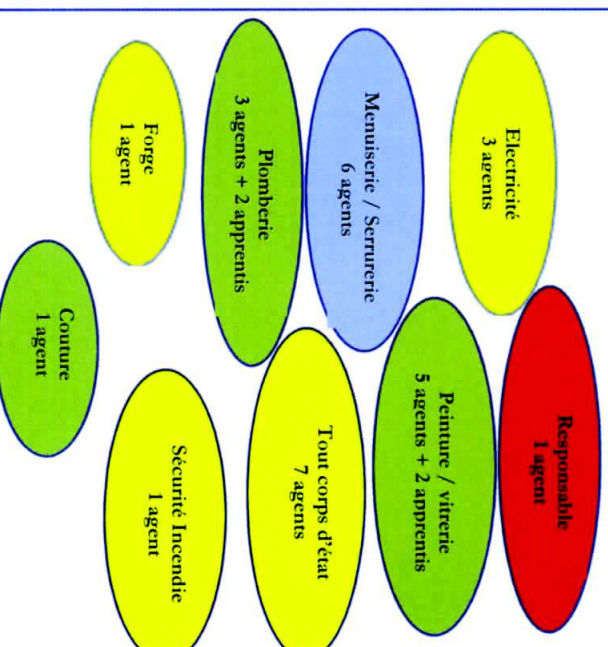 Responsable
1 agent
Electricité
3 agents
Peinture / vitrerie
5 agents + 2 apprentis
Menuiserie / Serrurerie
6 agents
Tout corps d'état
7 agents
Plomberie
3 agents + 2 apprentis
Sécurité Incendie
1 agent
Forge
1 agent
Couture
1 agent